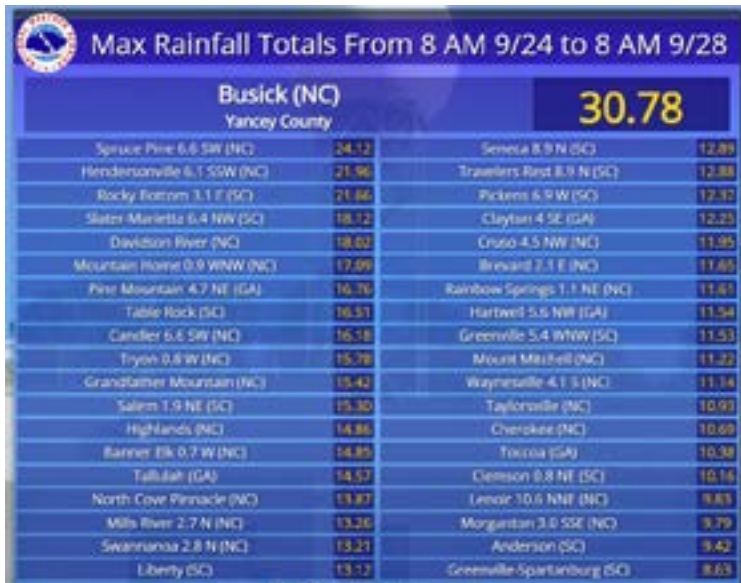 Max Rainfall Totals From 8 AM 9/24 to 8 AM 9/28
Busick (NC)
Yancey County
30.78
Spruce Pine 6.6 SW (NC) 24.12
Hendersonville 6.1 SSW (NC) 21.96
Rocky Bottom 3.1 E (SC) 21.66
Slater-Marietta 6.4 NW (SC) 18.12
Davidson River (NC) 18.02
Mountain Home 0.9 WNW (NC) 17.09
Pine Mountain 4.7 NE (GA) 16.76
Table Rock (SC) 16.51
Candler 6.6 SW (NC) 16.18
Tryon 0.8 W (NC) 15.78
Grandfather Mountain (NC) 15.42
Salem 1.9 NE (SC) 15.30
Highlands (NC) 14.86
Banner Elk 0.7 W (NC) 14.85
Tallulah (GA) 14.57
North Cove Pinnacle (NC) 13.87
Mills River 2.7 N (NC) 13.26
Swannanoa 2.8 N (NC) 13.21
Liberty (SC) 13.12
Seneca 8.9 N (SC) 12.89
Travelers Rest 8.9 N (SC) 12.88
Pickens 6.9 W (SC) 12.37
Clayton 4 SE (GA) 12.25
Cruso 4.5 NW (NC) 11.95
Brevard 7.1 E (NC) 11.65
Rainbow Springs 1.1 NE (NC) 11.61
Hartwell 5.6 NW (GA) 11.54
Greenville 5.4 WNW (SC) 11.53
Mount Mitchell (NC) 11.22
Waynesville 4.1 S (NC) 11.14
Taylorsville (NC) 10.93
Cherokee (NC) 10.69
Toccoa (GA) 10.38
Clemson 0.8 NE (SC) 10.16
Lenoir 10.6 NNE (NC) 9.83
Morganton 3.0 SSE (NC) 9.79
Anderson (SC) 9.42
Greenville-Spartanburg (SC) 8.63